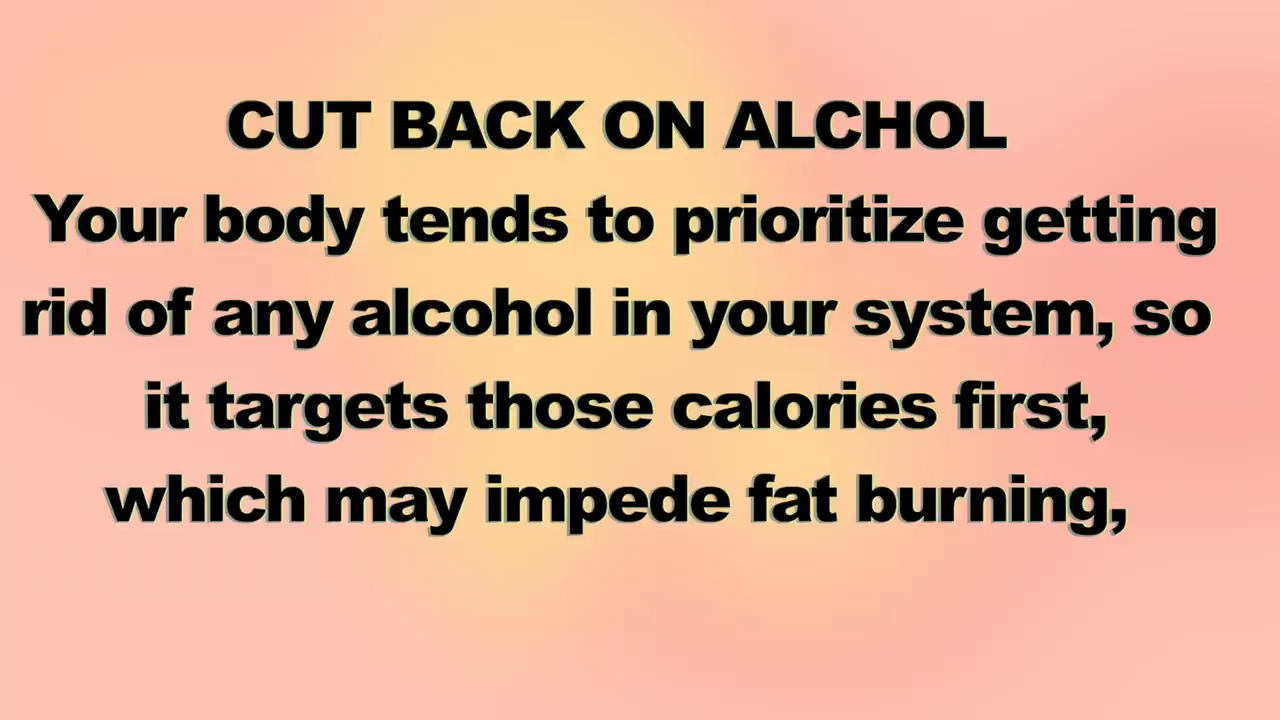 CUT BACK ON ALCHOL
Your body tends to prioritize getting
rid of any alcohol in your system, so
it targets those calories first,
which may impede fat burning,